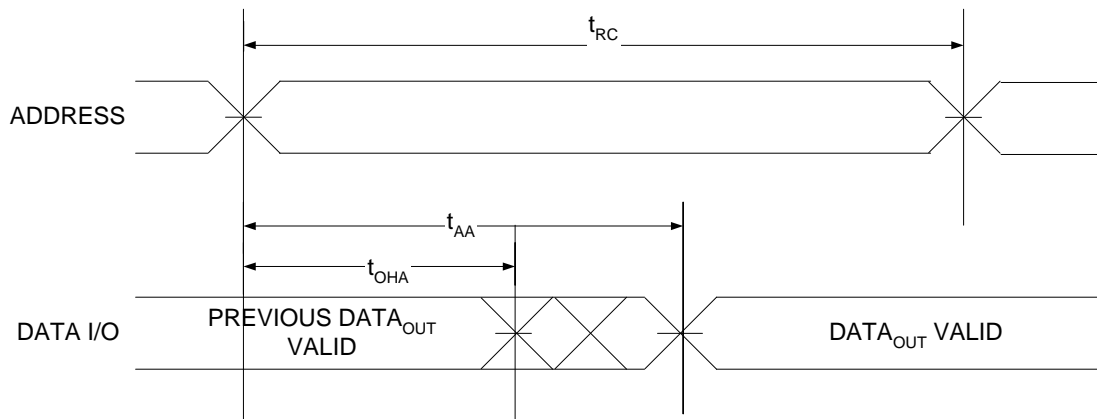 tRC
ADDRESS
tAA
tOHA
DATA I/O
PREVIOUS DATAOUT
VALID
DATAOUT VALID